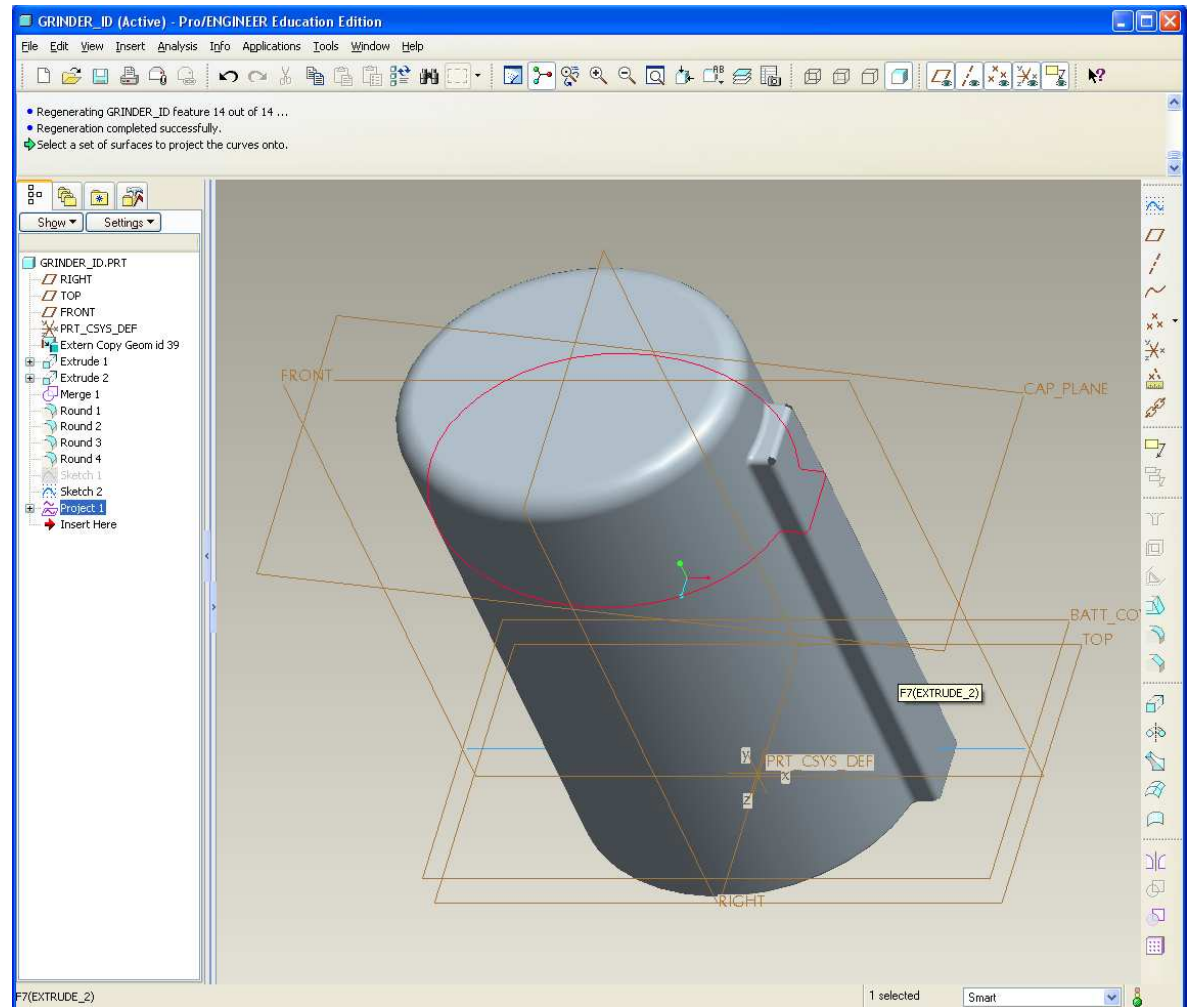 GRINDER_ID (Active) - Pro/ENGINEER Education Edition
File Edit View Insert Analysis Info Applications Tools Window Help
• Regenerating GRINDER_ID feature 14 out of 14 ...
• Regeneration completed successfully.
Select a set of surfaces to project the curves onto.
Show Settings
GRINDER_ID.PRT
RIGHT
TOP
FRONT
PRT_CSYS_DEF
Extern Copy Geom id 39
Extrude 1
Extrude 2
Merge 1
Round 1
Round 2
Round 3
Round 4
Sketch 1
Sketch 2
Project 1
Insert Here
FRONT
CAP_PLANE
BATT_CO
TOP
F7(EXTRUDE_2)
y
PRT_CSYS_DEF
x
z
RIGHT
F7(EXTRUDE_2)
1 selected
Smart